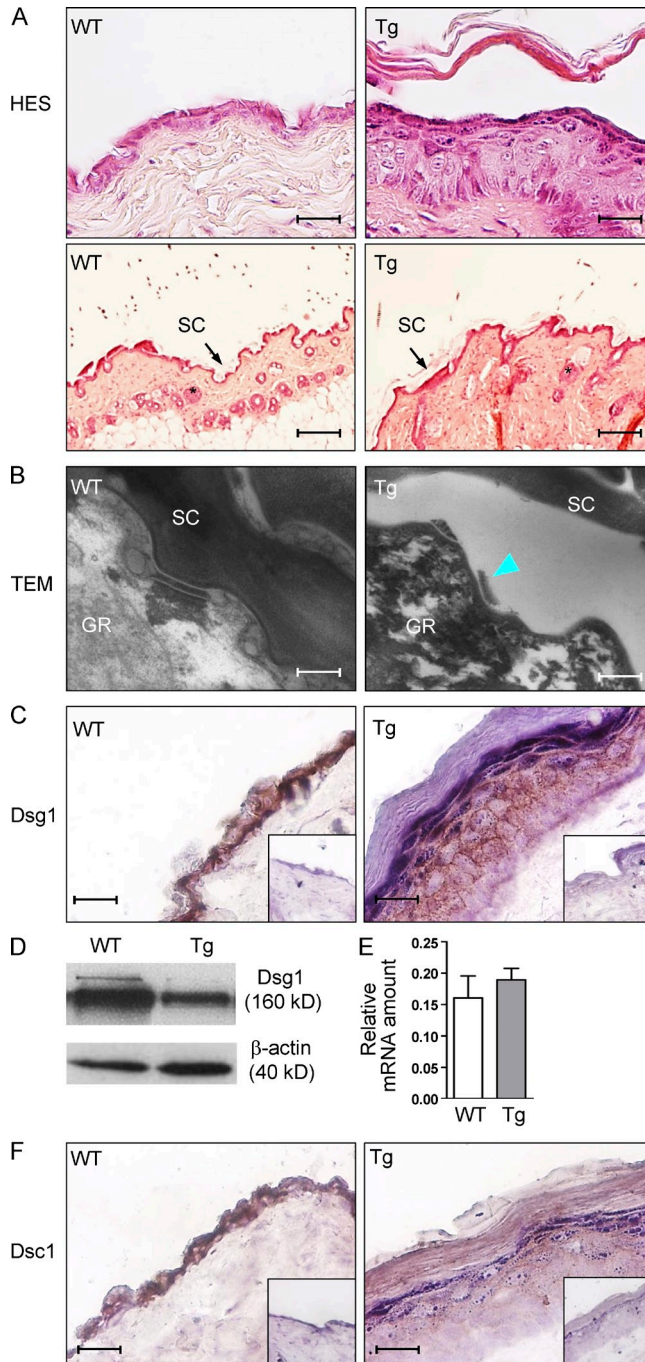 A
WT
Tg
HES
WT
Tg
SC
SC
*
*
B
WT
Tg
SC
SC
TEM
GR
GR
C
WT
Tg
Dsg1
D
WT
Tg
Dsg1
(160 kD)
β-actin
(40 kD)
E
Relative
mRNA amount
0.25
0.20
0.15
0.10
0.05
0.00
WT
Tg
F
WT
Tg
Dsc1